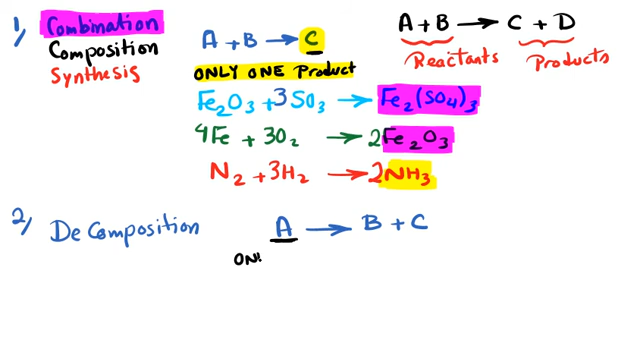 1) Combination
Composition
Synthesis
A + B → C
ONLY ONE Product
A + B → C + D
Reactants Products
Fe₂O₃ + 3SO₃ → Fe₂(SO₄)₃
4Fe + 3O₂ → 2Fe₂O₃
N₂ + 3H₂ → 2NH₃
2) DeComposition A → B + C
ON